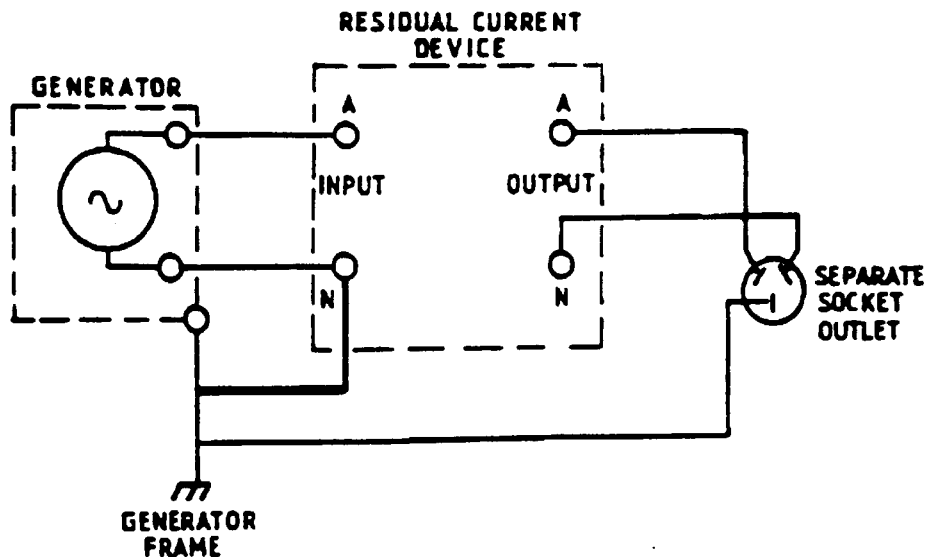 RESIDUAL CURRENT
DEVICE
GENERATOR
A
A
INPUT
OUTPUT
N
N
SEPARATE
SOCKET
OUTLET
GENERATOR
FRAME